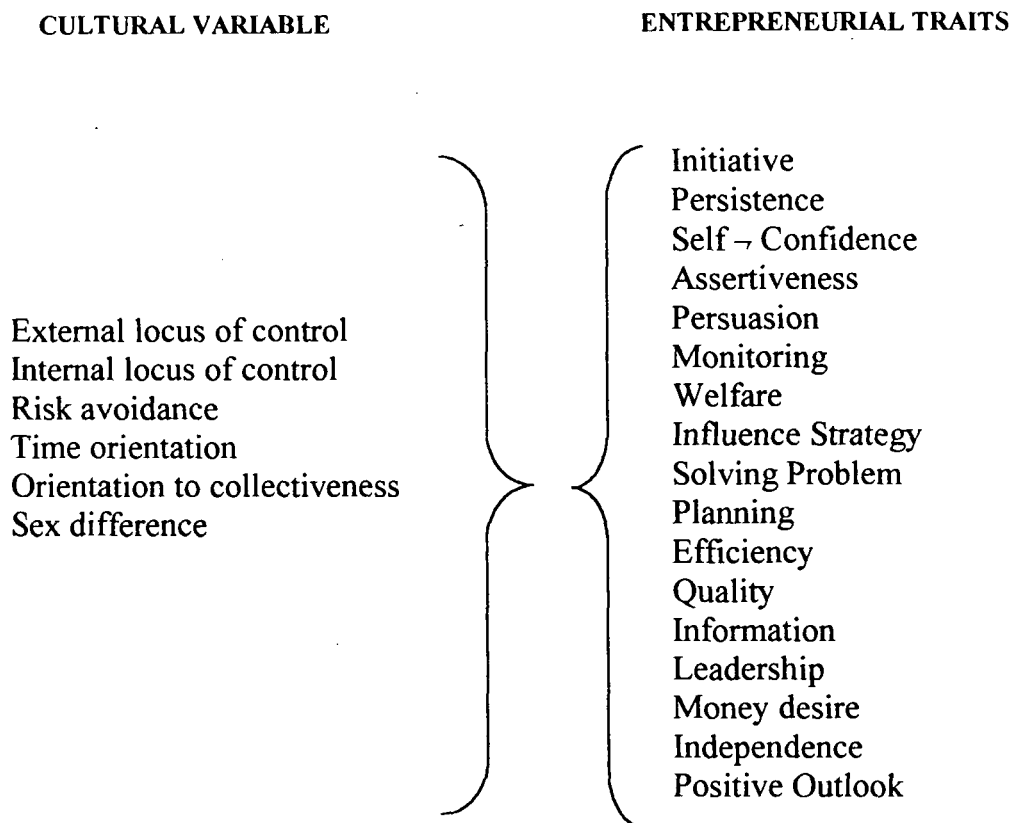 CULTURAL VARIABLE
External locus of control
Internal locus of control
Risk avoidance
Time orientation
Orientation to collectiveness
Sex difference
ENTREPRENEURIAL TRAITS
Initiative
Persistence
Self ¬ Confidence
Assertiveness
Persuasion
Monitoring
Welfare
Influence Strategy
Solving Problem
Planning
Efficiency
Quality
Information
Leadership
Money desire
Independence
Positive Outlook